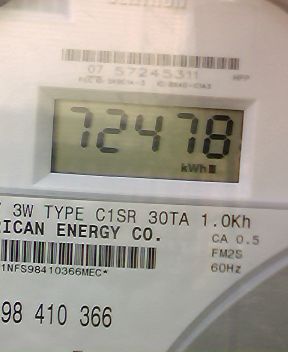 07 57245311
72478
kWh
3W TYPE C1SR 30TA 1.0Kh
RICAN ENERGY CO.
CA 0.5
FM2S
60Hz
1NFS98410366MEC*
98 410 366